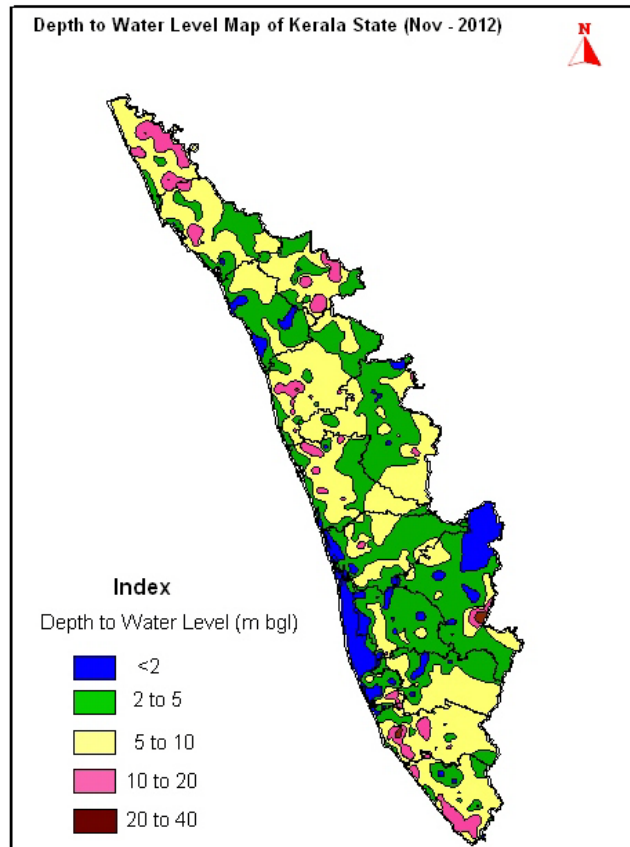 Depth to Water Level Map of Kerala State (Nov - 2012)
N
Index
Depth to Water Level (m bgl)
<2
2 to 5
5 to 10
10 to 20
20 to 40